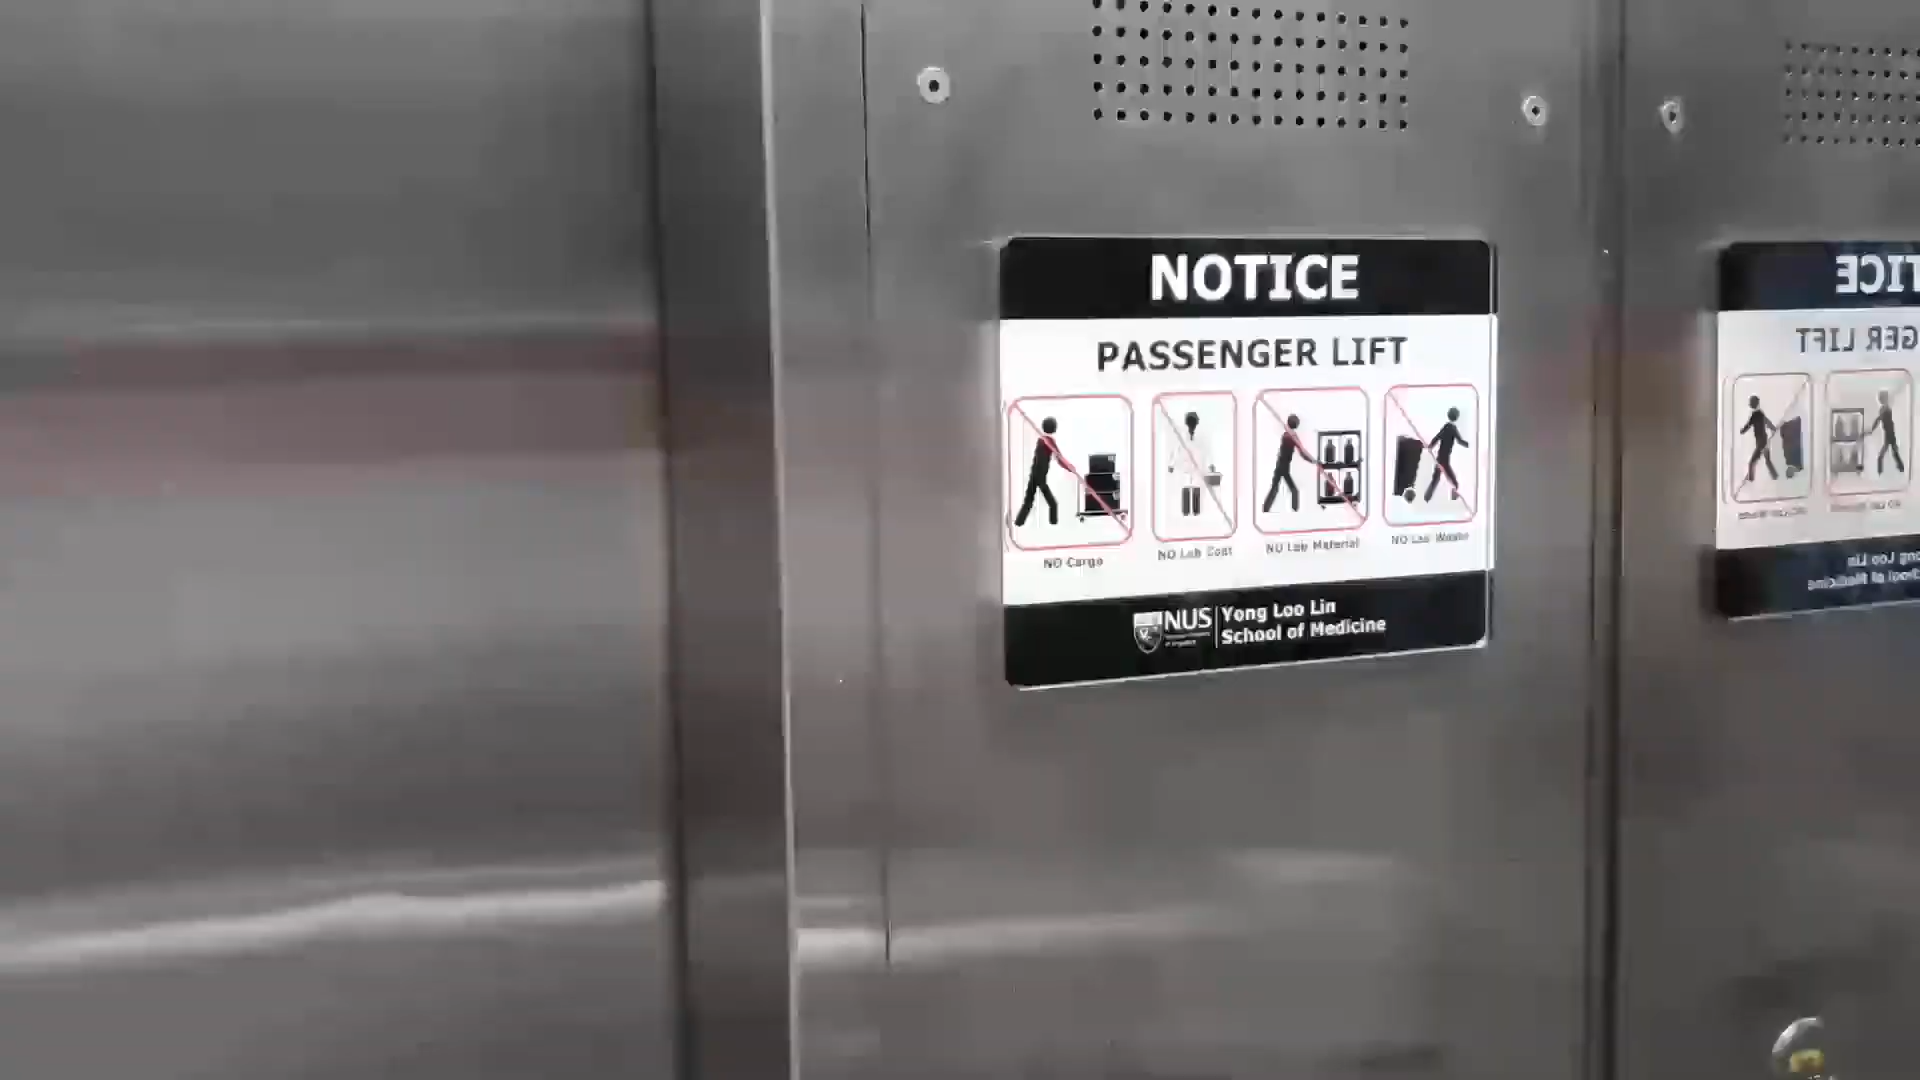 NOTICE
PASSENGER LIFT
NO Cargo
NO Lab Coat
NO Lab Material
NO Lab Waste
NUS
Yong Loo Lin
School of Medicine